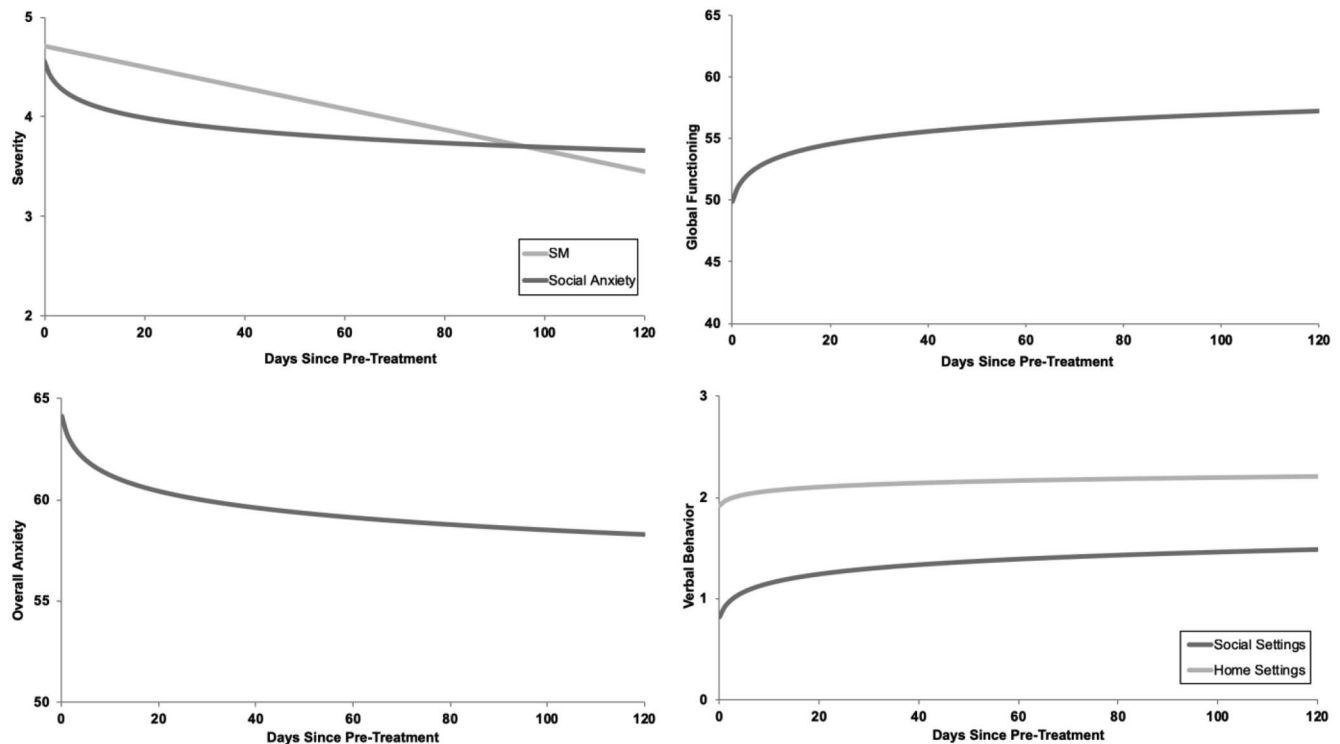 5
4
3
2
Severity
0 20 40 60 80 100 120
Days Since Pre-Treatment
SM
Social Anxiety
65
60
55
50
45
40
Global Functioning
0 20 40 60 80 100 120
Days Since Pre-Treatment
65
60
55
50
Overall Anxiety
0 20 40 60 80 100 120
Days Since Pre-Treatment
3
2
1
0
Verbal Behavior
0 20 40 60 80 100 120
Days Since Pre-Treatment
Social Settings
Home Settings